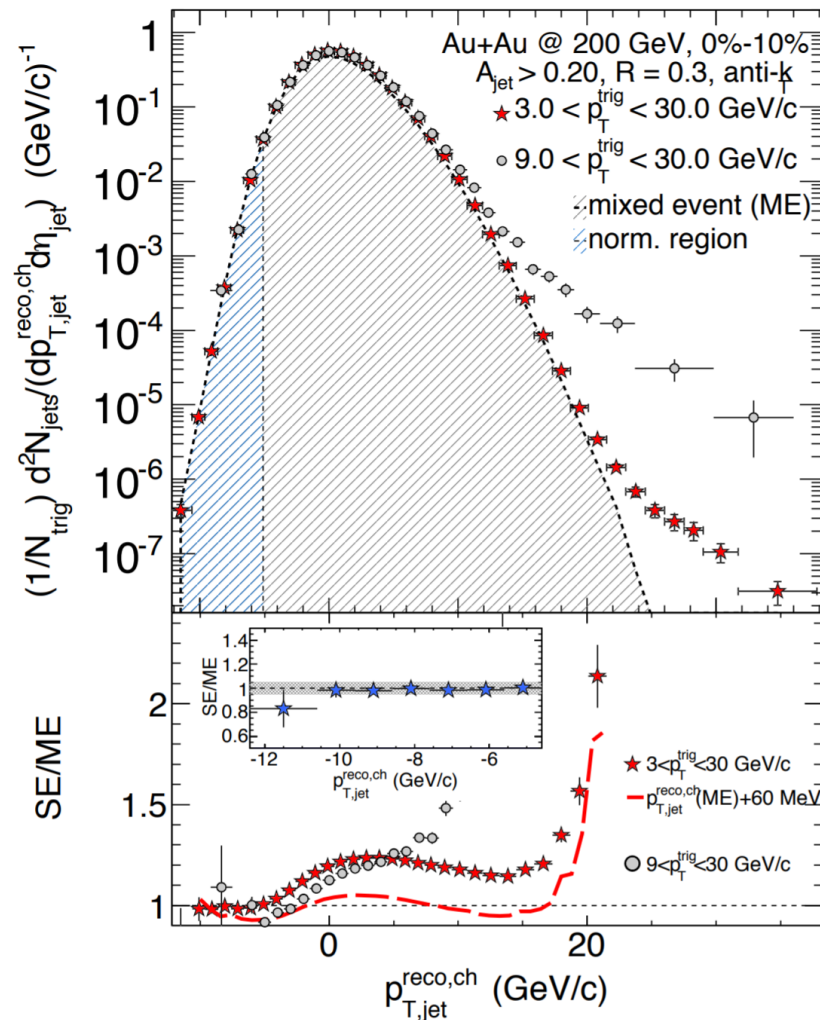 (1/N_trig) d²N_jets/(dp_T,jet^reco,ch dη_jet) (GeV/c)⁻¹
1
10⁻¹
10⁻²
10⁻³
10⁻⁴
10⁻⁵
10⁻⁶
10⁻⁷
Au+Au @ 200 GeV, 0%-10%
A_jet > 0.20, R = 0.3, anti-k_T
3.0 < p_T^trig < 30.0 GeV/c
9.0 < p_T^trig < 30.0 GeV/c
mixed event (ME)
norm. region
SE/ME
2
1.5
1
SE/ME
1.4
1.2
1
0.8
0.6
-12 -10 -8 -6
p_T,jet^reco,ch (GeV/c)
3<p_T^trig<30 GeV/c
p_T,jet^reco,ch(ME)+60 MeV
9<p_T^trig<30 GeV/c
0 20
p_T,jet^reco,ch (GeV/c)